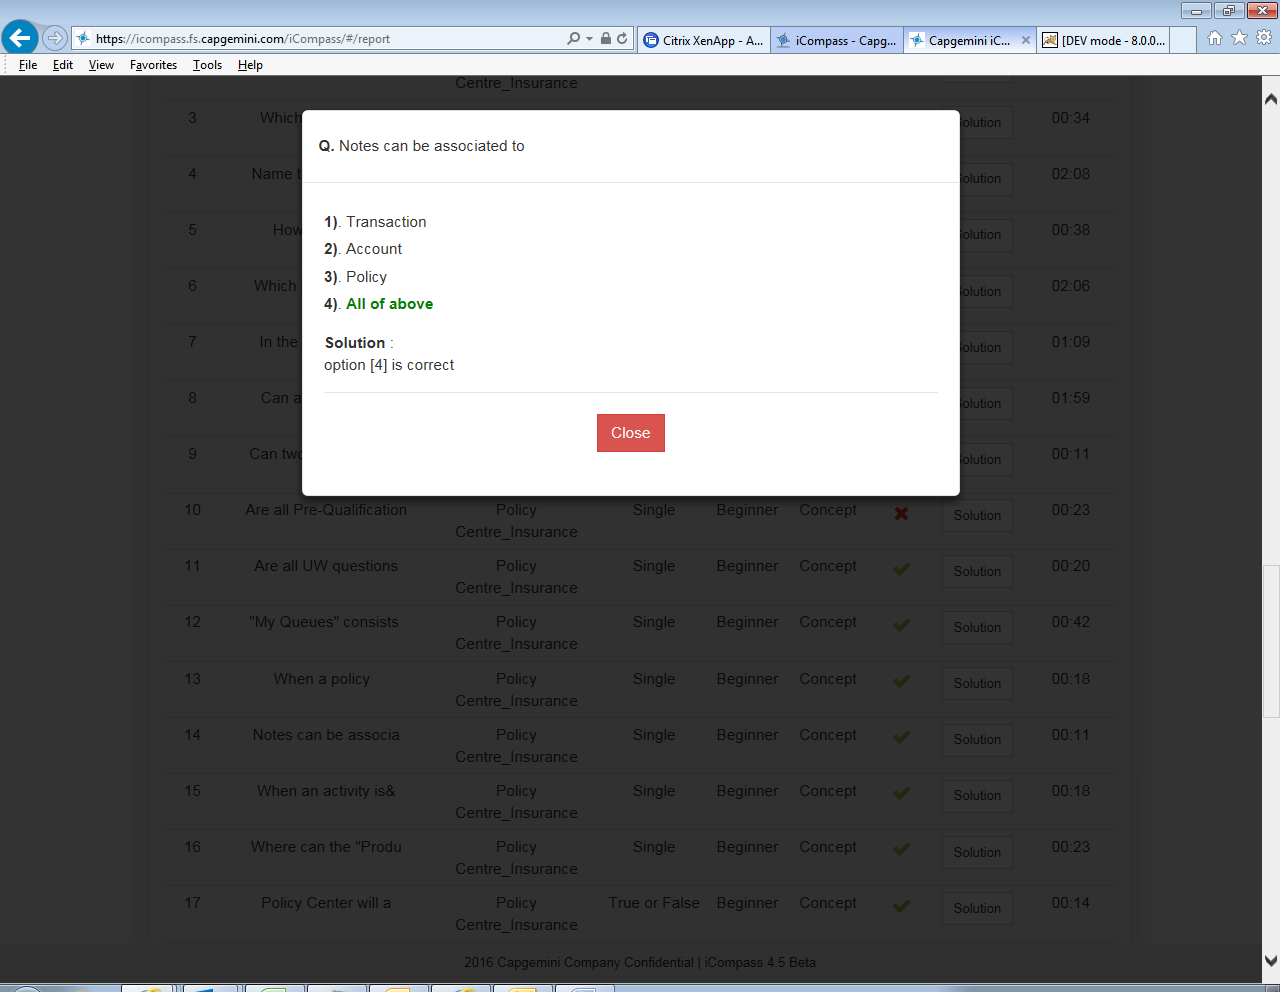 https://icompass.fs.capgemini.com/iCompass/#/report
Citrix XenApp - A...
iCompass - Capg...
Capgemini iC...
[DEV mode - 8.0.0...
File Edit View Favorites Tools Help
Centre_Insurance
3 Which olution 00:34
Q. Notes can be associated to
4 Name t olution 02:08
1). Transaction
5 How olution 00:38
2). Account
3). Policy
6 Which olution 02:06
4). All of above
7 In the olution 01:09
Solution :
option [4] is correct
8 Can a olution 01:59
Close
9 Can two olution 00:11
10 Are all Pre-Qualification Policy Single Beginner Concept Solution 00:23
Centre_Insurance
11 Are all UW questions Policy Single Beginner Concept Solution 00:20
Centre_Insurance
12 "My Queues" consists Policy Single Beginner Concept Solution 00:42
Centre_Insurance
13 When a policy Policy Single Beginner Concept Solution 00:18
Centre_Insurance
14 Notes can be associa Policy Single Beginner Concept Solution 00:11
Centre_Insurance
15 When an activity is& Policy Single Beginner Concept Solution 00:18
Centre_Insurance
16 Where can the "Produ Policy Single Beginner Concept Solution 00:23
Centre_Insurance
17 Policy Center will a Policy True or False Beginner Concept Solution 00:14
Centre_Insurance
2016 Capgemini Company Confidential | iCompass 4.5 Beta